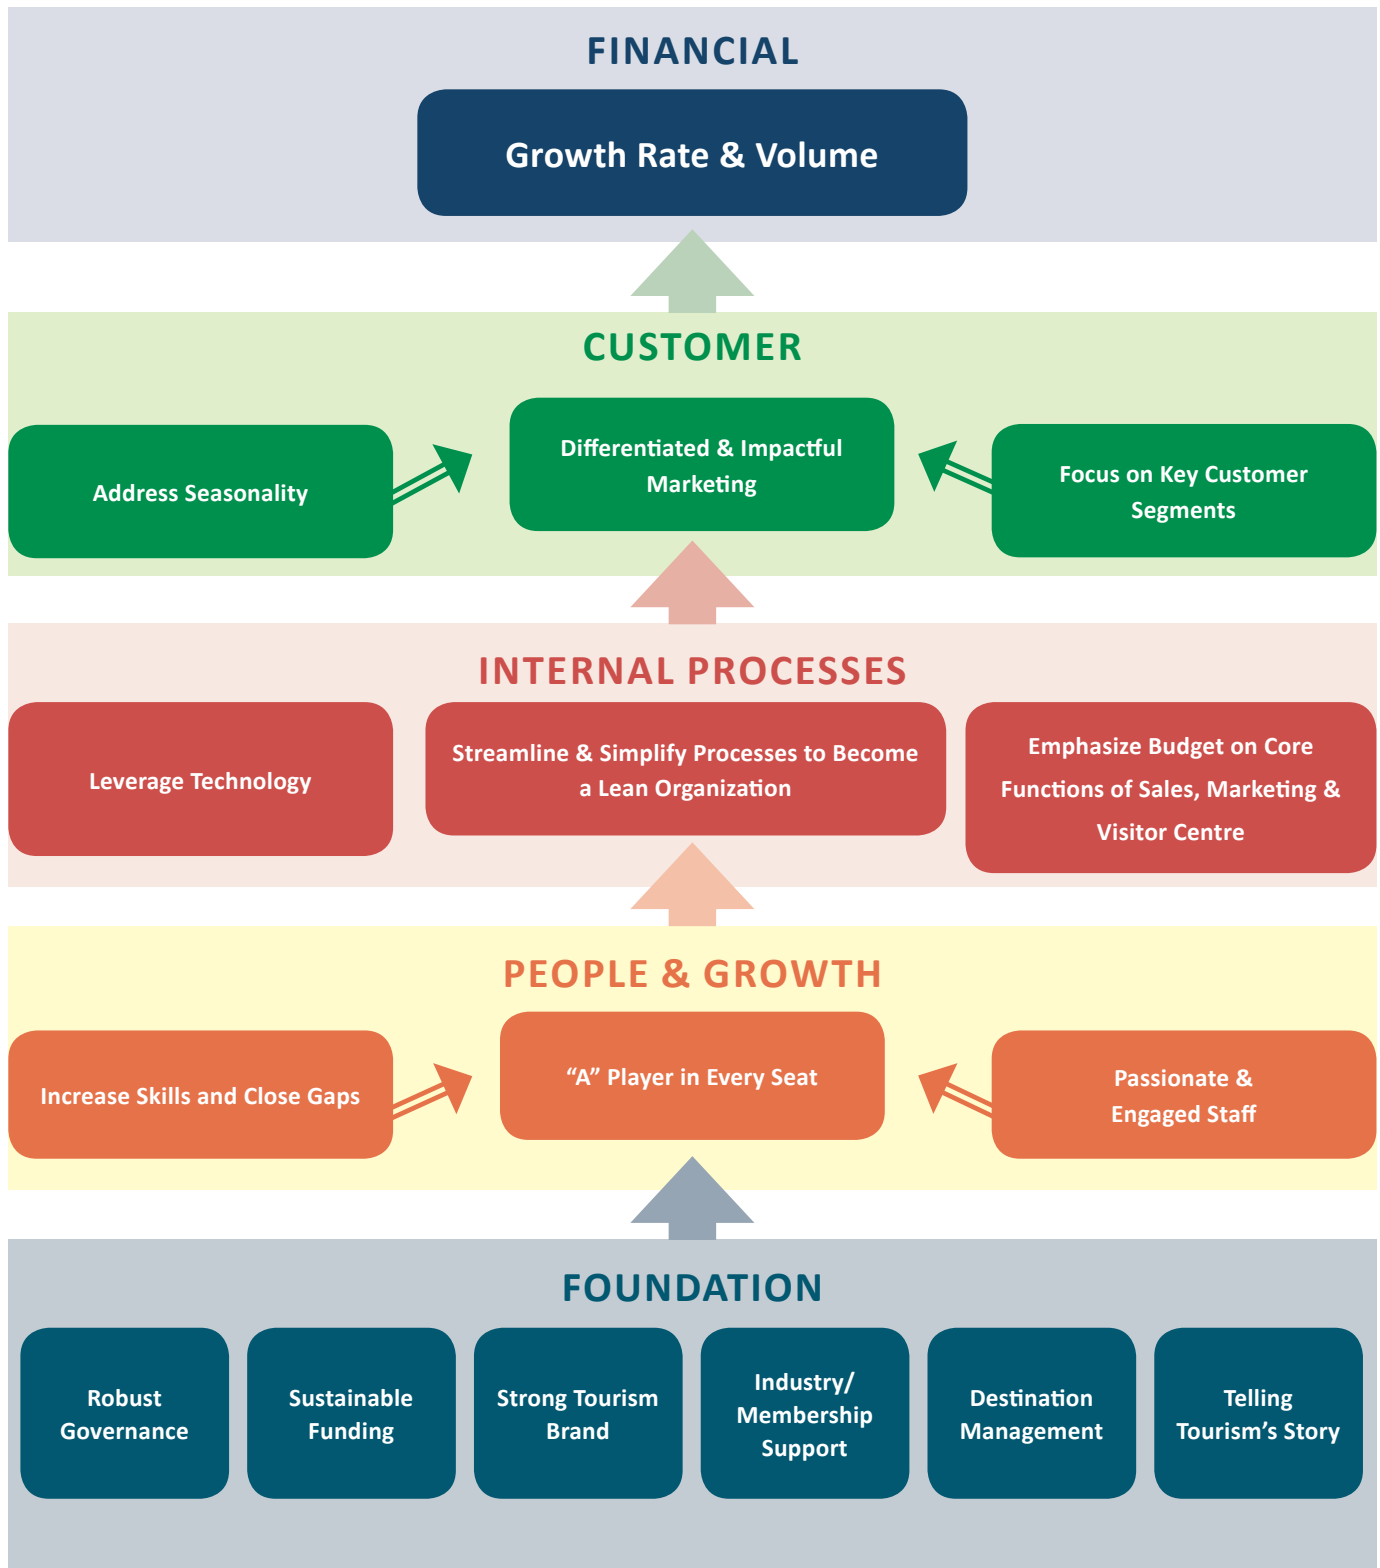 FINANCIAL
Growth Rate & Volume
CUSTOMER
Address Seasonality
Differentiated & Impactful
Marketing
Focus on Key Customer
Segments
INTERNAL PROCESSES
Leverage Technology
Streamline & Simplify Processes to Become
a Lean Organization
Emphasize Budget on Core
Functions of Sales, Marketing &
Visitor Centre
PEOPLE & GROWTH
Increase Skills and Close Gaps
“A” Player in Every Seat
Passionate &
Engaged Staff
FOUNDATION
Robust
Governance
Sustainable
Funding
Strong Tourism
Brand
Industry/
Membership
Support
Destination
Management
Telling
Tourism’s Story